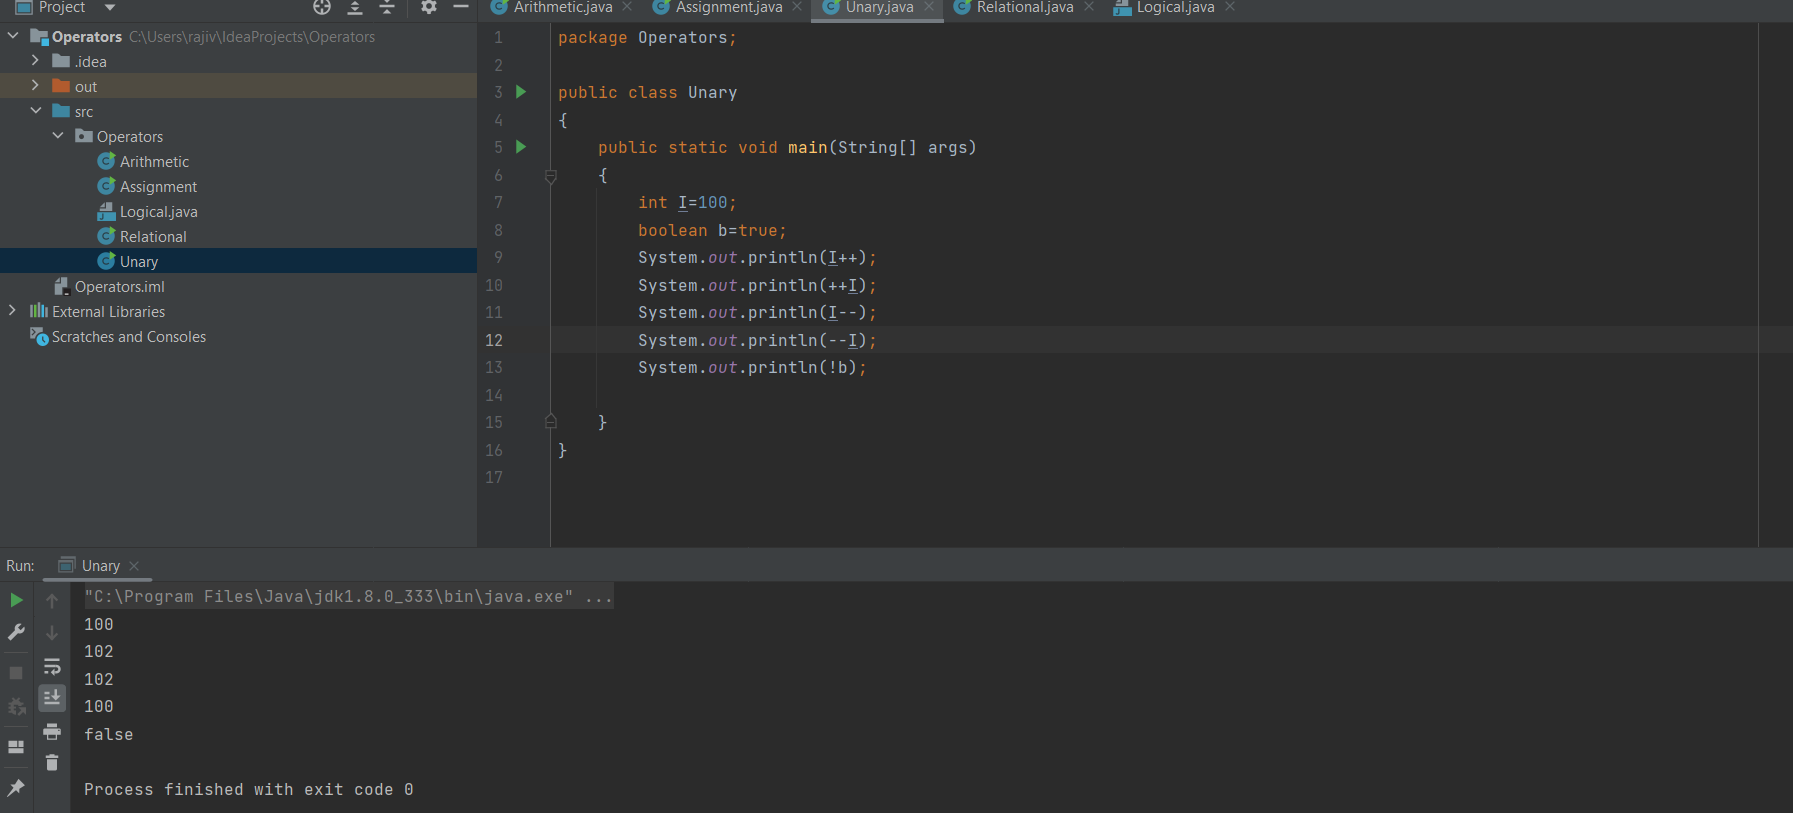 Project
Arithmetic.java
Assignment.java
Unary.java
Relational.java
Logical.java
Operators C:\Users\rajiv\IdeaProjects\Operators
.idea
out
src
Operators
Arithmetic
Assignment
Logical.java
Relational
Unary
Operators.iml
External Libraries
Scratches and Consoles
1 package Operators;
2
3 public class Unary
4 {
5 public static void main(String[] args)
6 {
7 int I=100;
8 boolean b=true;
9 System.out.println(I++);
10 System.out.println(++I);
11 System.out.println(I--);
12 System.out.println(--I);
13 System.out.println(!b);
14
15 }
16 }
17
Run: Unary
"C:\Program Files\Java\jdk1.8.0_333\bin\java.exe" ...
100
102
102
100
false
Process finished with exit code 0